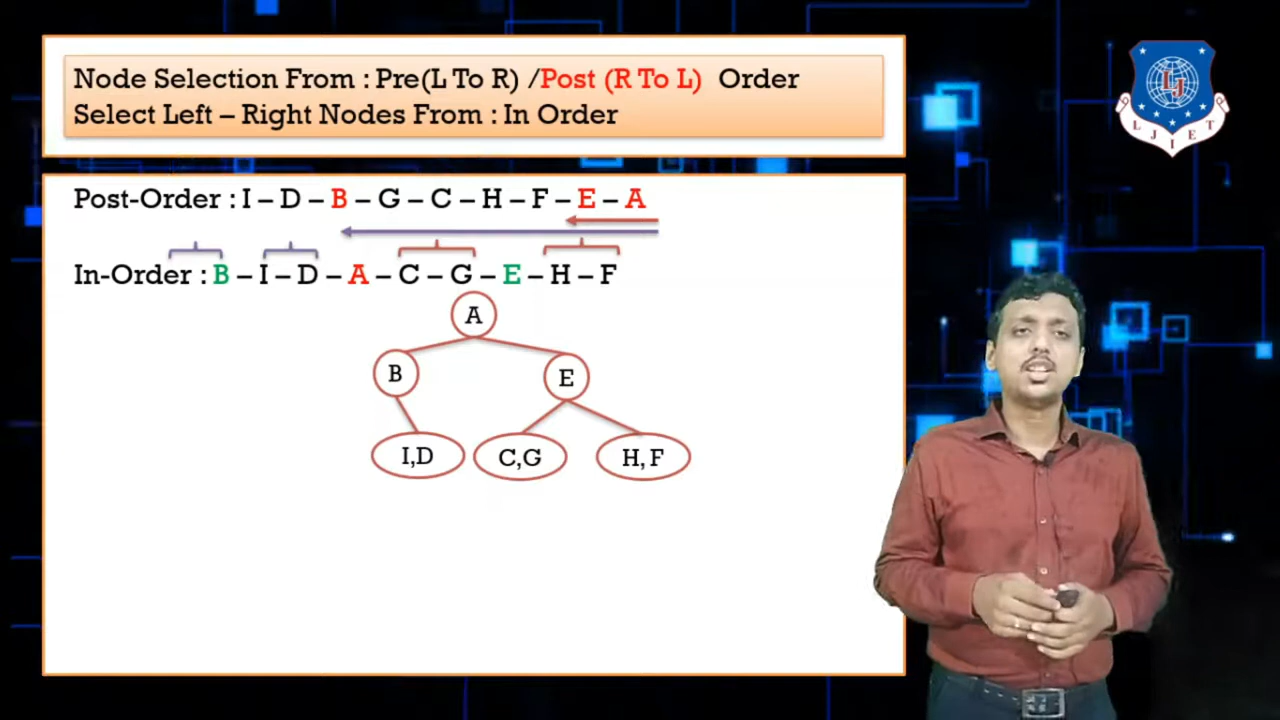 Node Selection From : Pre(L To R) /Post (R To L) Order
Select Left – Right Nodes From : In Order
LJ
L J I E T
Post-Order : I – D – B – G – C – H – F – E – A
In-Order : B – I – D – A – C – G – E – H – F
A
B
E
I,D
C,G
H, F